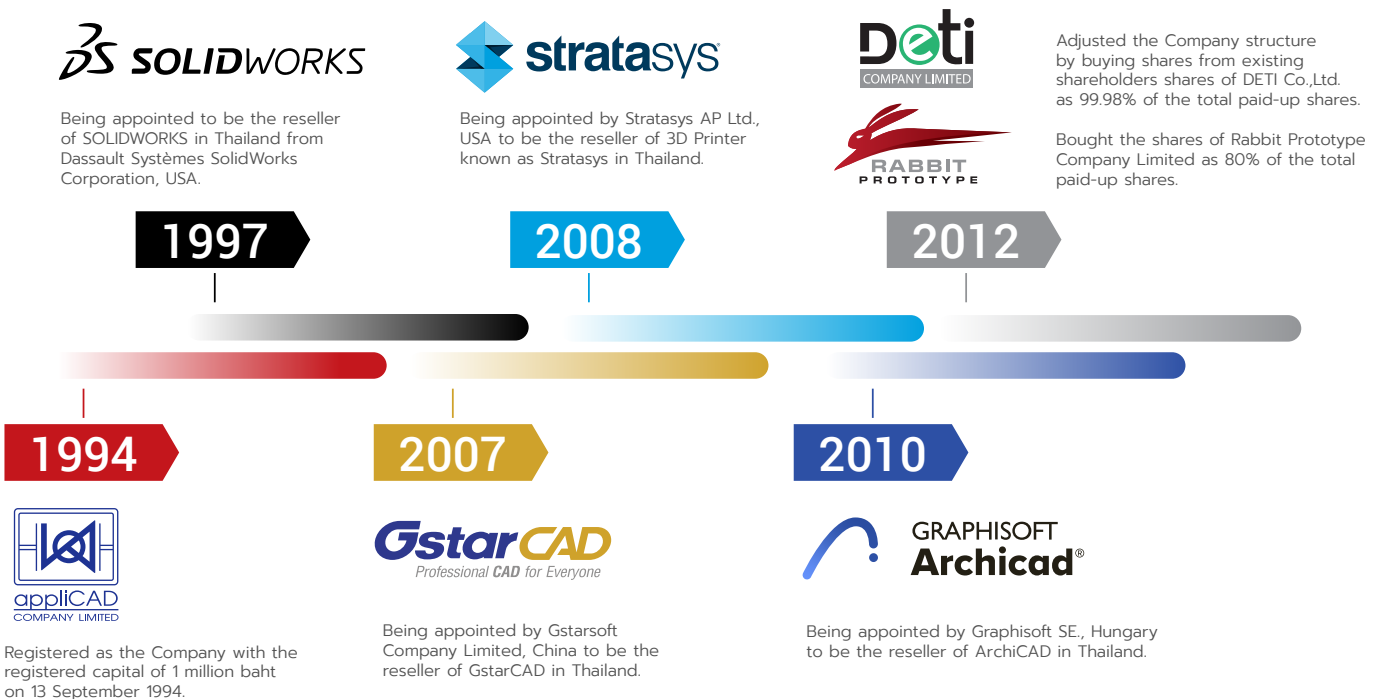 SOLIDWORKS
Being appointed to be the reseller
of SOLIDWORKS in Thailand from
Dassault Systèmes SolidWorks
Corporation, USA.
1997
stratasys
Being appointed by Stratasys AP Ltd.,
USA to be the reseller of 3D Printer
known as Stratasys in Thailand.
2008
Deti
COMPANY LIMITED
RABBIT
PROTOTYPE
Adjusted the Company structure
by buying shares from existing
shareholders shares of DETI Co.,Ltd.
as 99.98% of the total paid-up shares.
Bought the shares of Rabbit Prototype
Company Limited as 80% of the total
paid-up shares.
2012
1994
appliCAD
COMPANY LIMITED
Registered as the Company with the
registered capital of 1 million baht
on 13 September 1994.
2007
GstarCAD
Professional CAD for Everyone
Being appointed by Gstarsoft
Company Limited, China to be the
reseller of GstarCAD in Thailand.
2010
GRAPHISOFT
Archicad®
Being appointed by Graphisoft SE., Hungary
to be the reseller of ArchiCAD in Thailand.